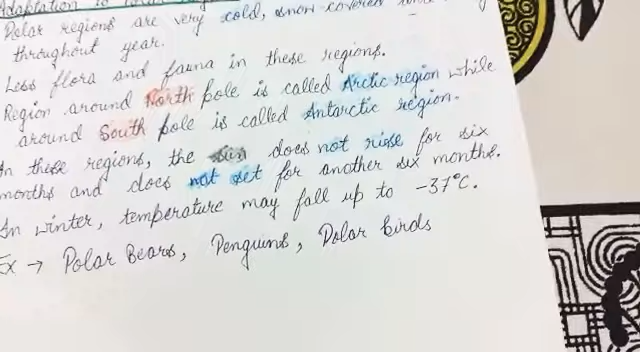 Adaptation to
Polar regions are very cold, snow-covered
throughout year.
Less flora and fauna in these regions.
Region around North pole is called Arctic region while
around South pole is called Antarctic region.
In these regions, the sun does not rise for six
months and does not set for another six months.
In winter, temperature may fall up to -37°C.
Ex → Polar Bears, Penguins, Polar birds